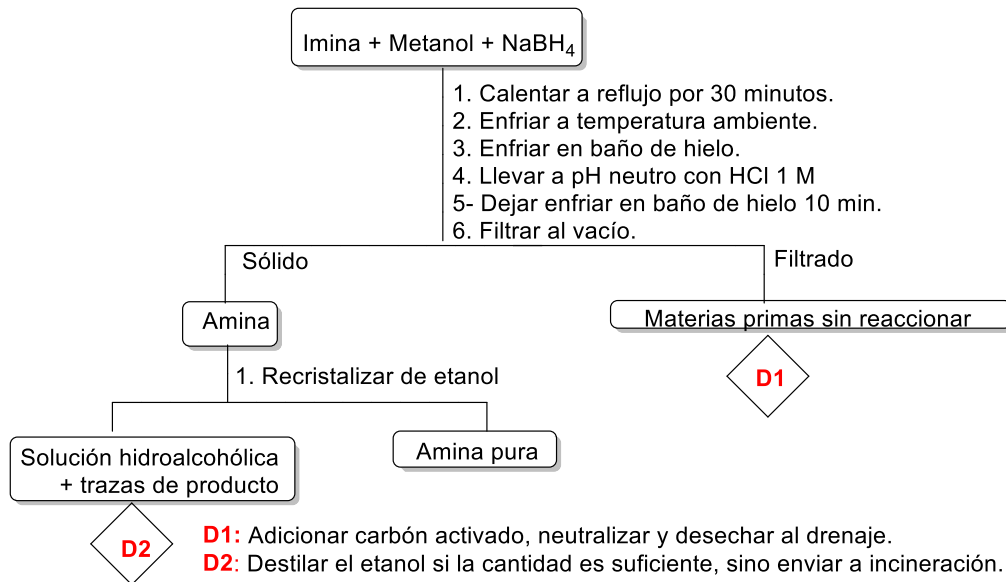 Imina + Metanol + NaBH₄
1. Calentar a reflujo por 30 minutos.
2. Enfriar a temperatura ambiente.
3. Enfriar en baño de hielo.
4. Llevar a pH neutro con HCl 1 M
5- Dejar enfriar en baño de hielo 10 min.
6. Filtrar al vacío.
Sólido
Filtrado
Amina
Materias primas sin reaccionar
D1
1. Recristalizar de etanol
Solución hidroalcohólica
+ trazas de producto
Amina pura
D2
D1: Adicionar carbón activado, neutralizar y desechar al drenaje.
D2: Destilar el etanol si la cantidad es suficiente, sino enviar a incineración.